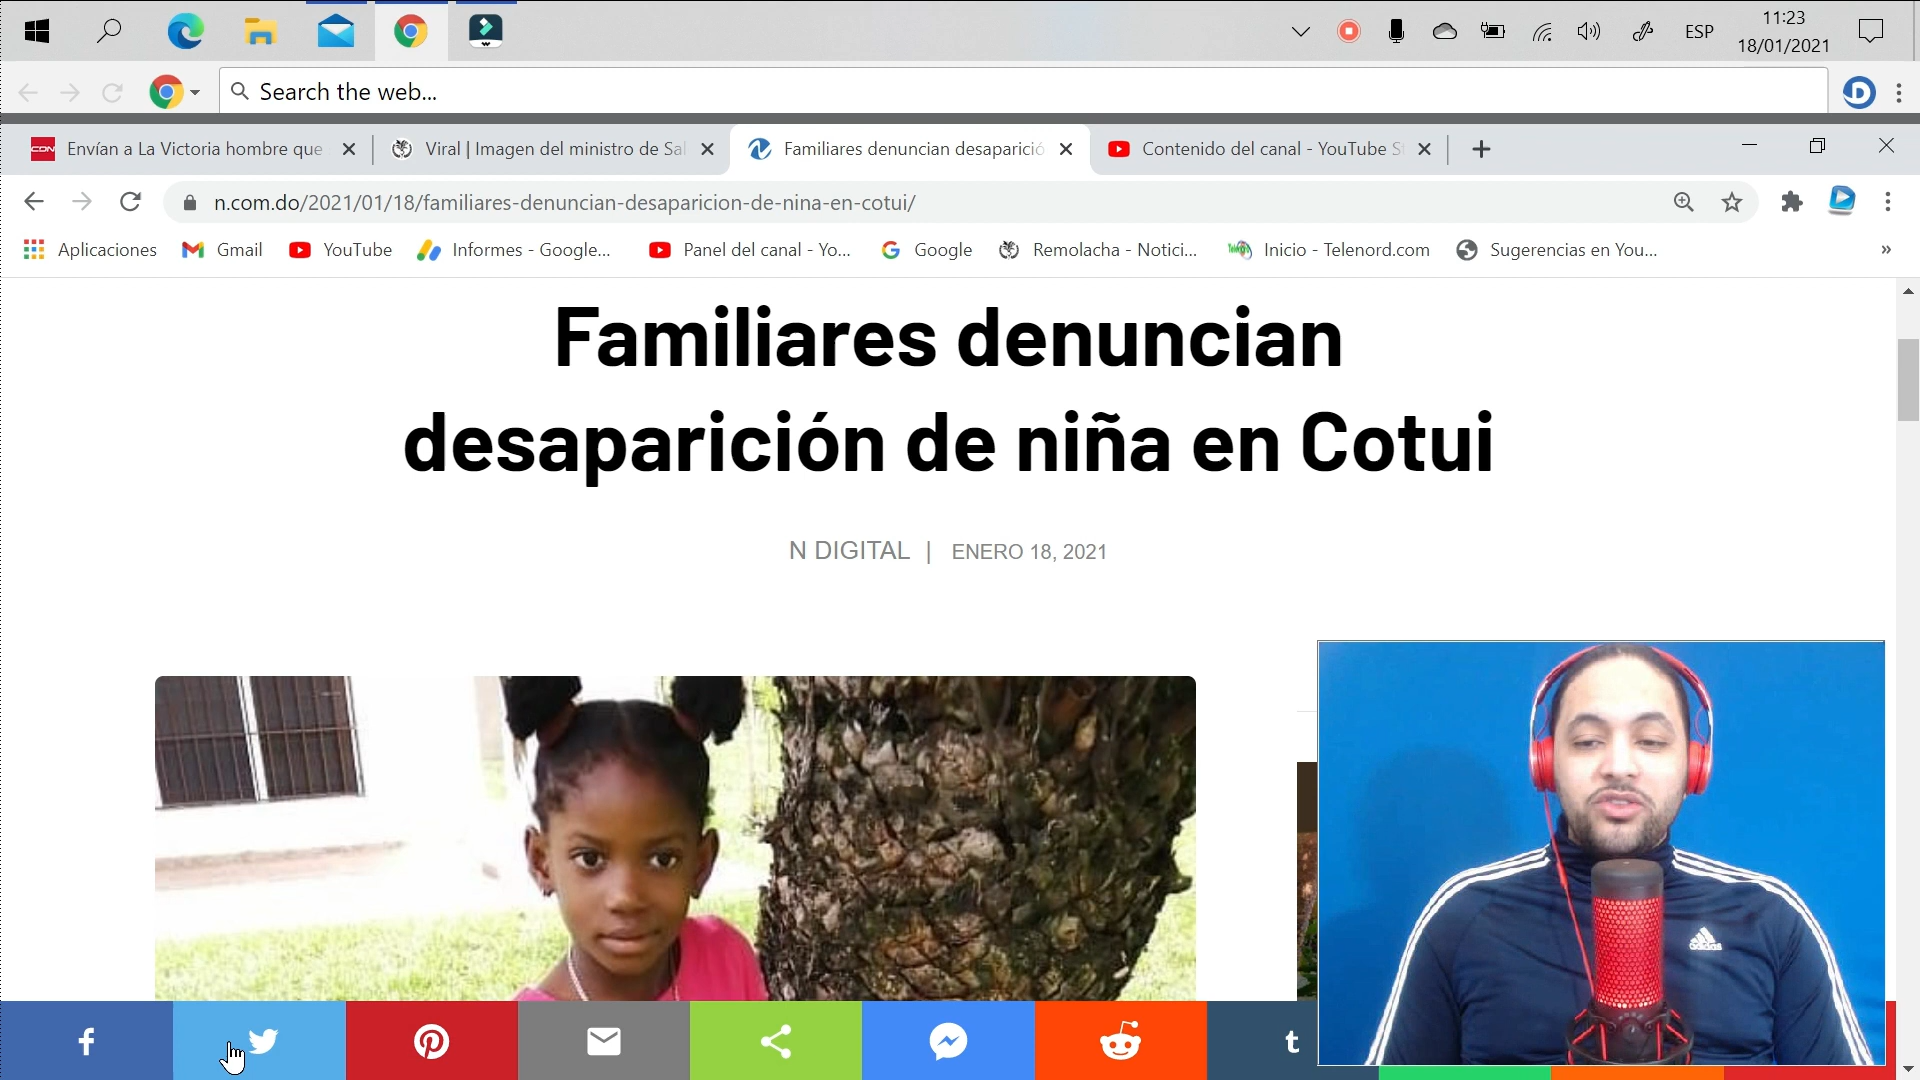 ESP
11:23
18/01/2021
Search the web...
Envían a La Victoria hombre que
Viral | Imagen del ministro de Sal
Familiares denuncian desaparició
Contenido del canal - YouTube S
n.com.do/2021/01/18/familiares-denuncian-desaparicion-de-nina-en-cotui/
Aplicaciones
Gmail
YouTube
Informes - Google...
Panel del canal - Yo...
Google
Remolacha - Notici...
Inicio - Telenord.com
Sugerencias en You...
Familiares denuncian
desaparición de niña en Cotui
N DIGITAL | ENERO 18, 2021
adidas